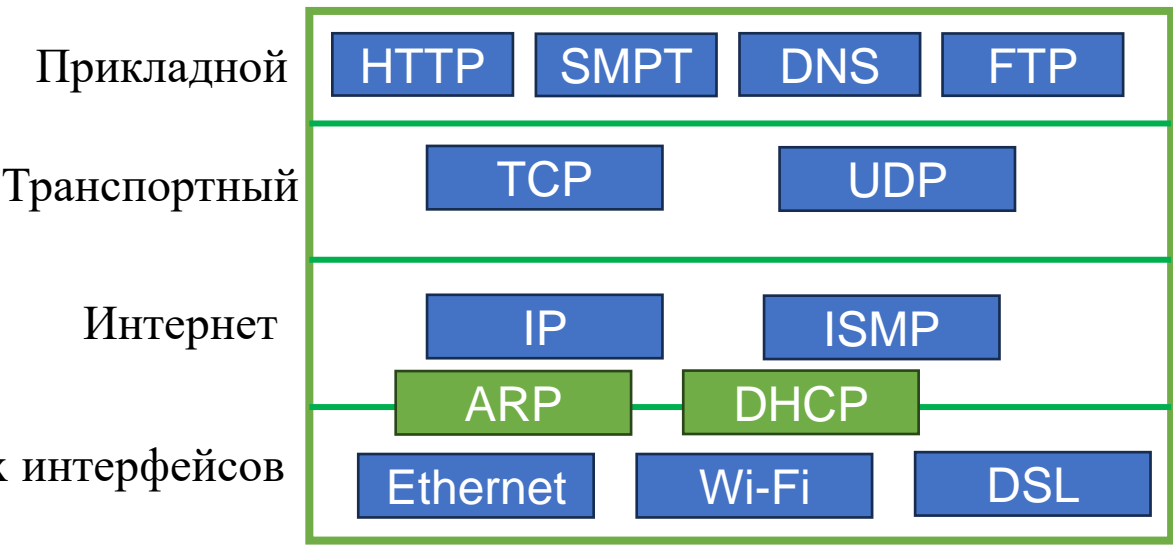 Прикладной HTTP SMPT DNS FTP
Транспортный TCP UDP
Интернет IP ISMP
ARP DHCP
интерфейсов Ethernet Wi-Fi DSL